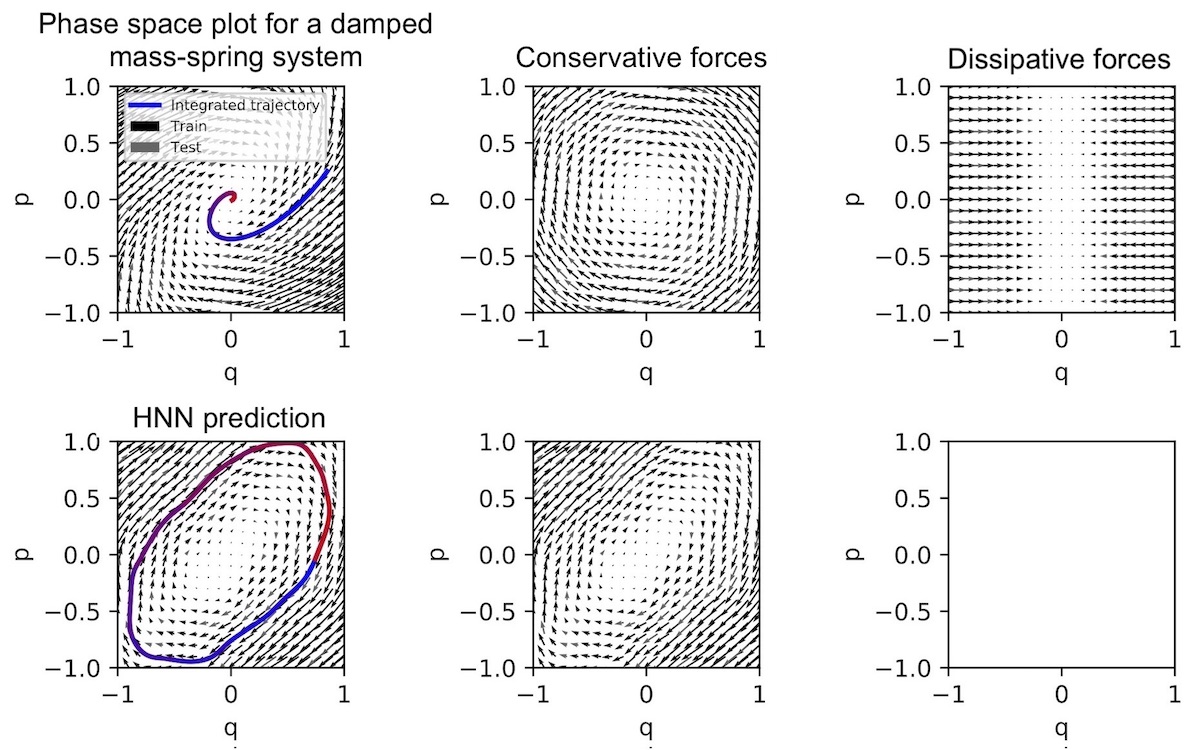 Phase space plot for a damped
mass-spring system
Conservative forces
Dissipative forces
1.0
0.5
0.0
−0.5
−1.0
p
Integrated trajectory
Train
Test
−1
0
1
q
1.0
0.5
0.0
−0.5
−1.0
p
−1
0
1
q
1.0
0.5
0.0
−0.5
−1.0
p
−1
0
1
q
HNN prediction
1.0
0.5
0.0
−0.5
−1.0
p
−1
0
1
q
1.0
0.5
0.0
−0.5
−1.0
p
−1
0
1
q
1.0
0.5
0.0
−0.5
−1.0
p
−1
0
1
q